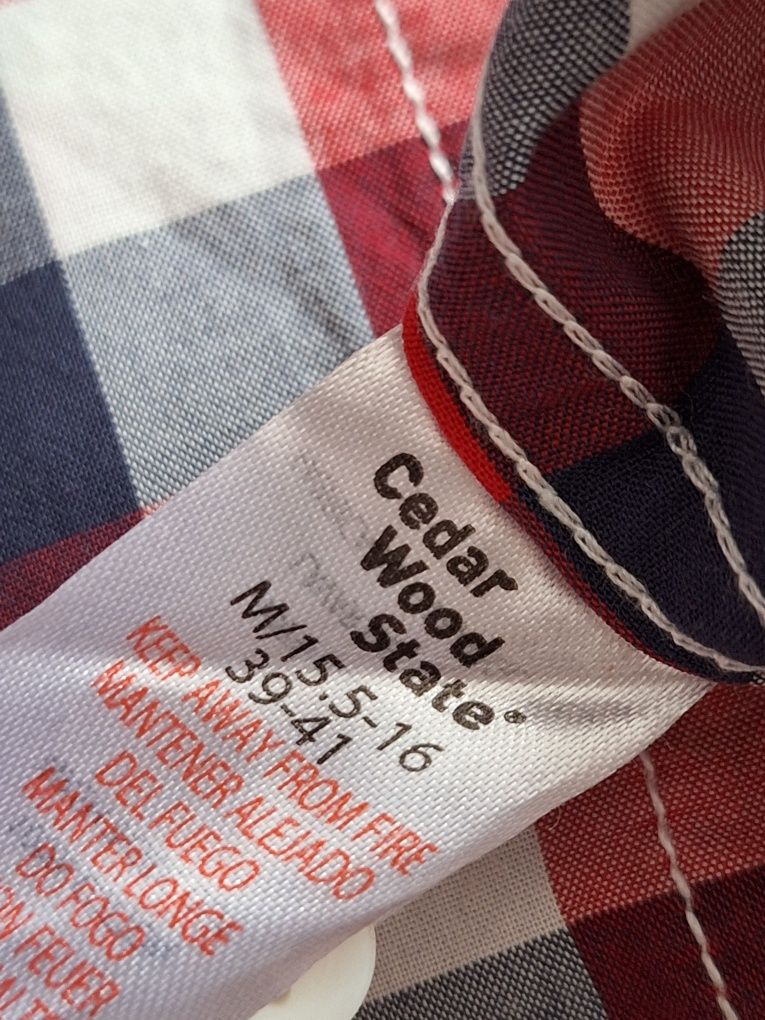 Cedar
Wood
State®
M/15.5-16
39-41
KEEP AWAY FROM FIRE
MANTENER ALEJADO
DEL FUEGO
MANTER LONGE
DO FOGO
FEUER